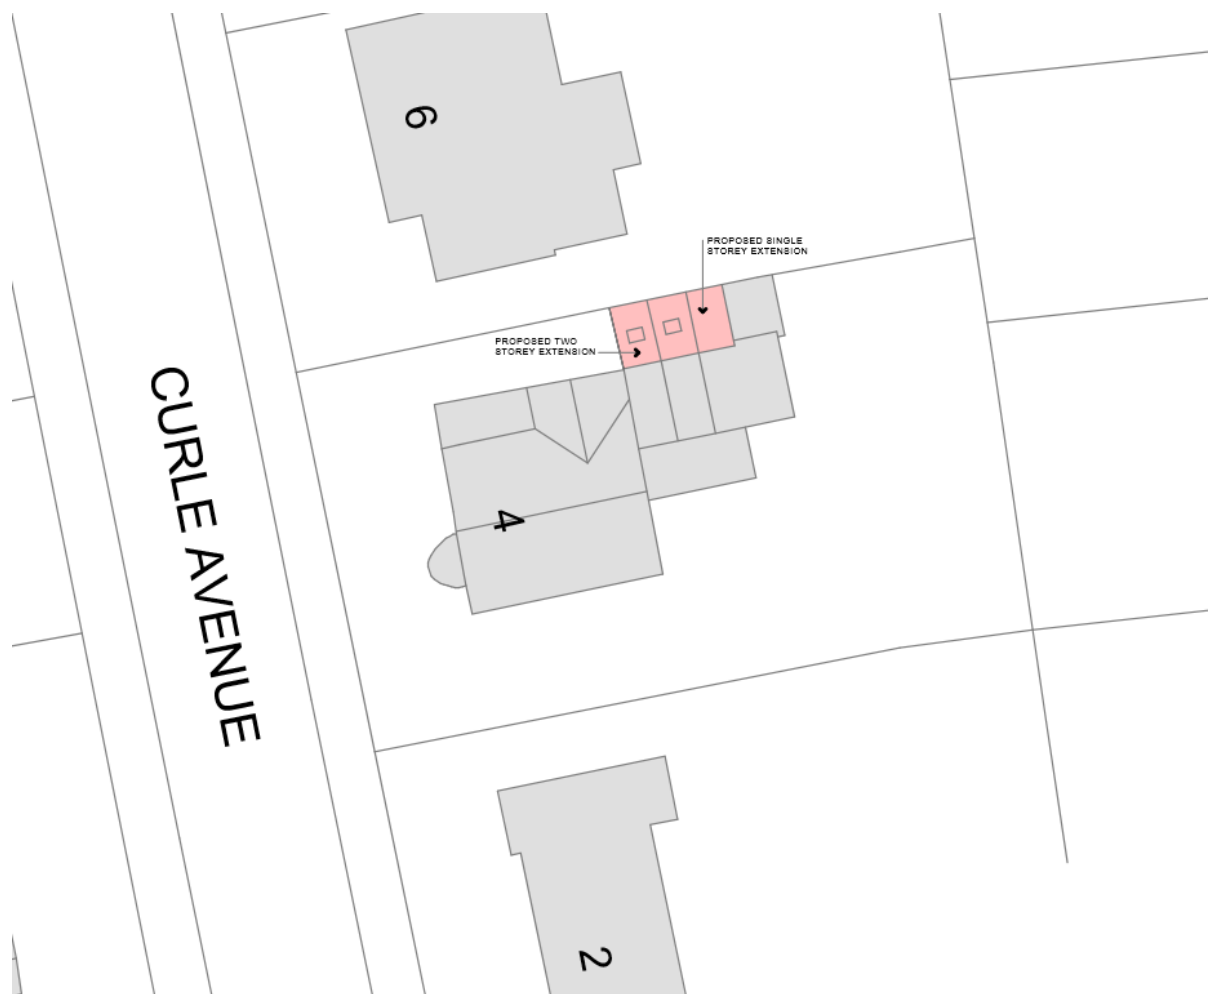 6
PROPOSED SINGLE
STOREY EXTENSION
PROPOSED TWO
STOREY EXTENSION
CURLE AVENUE
4
2